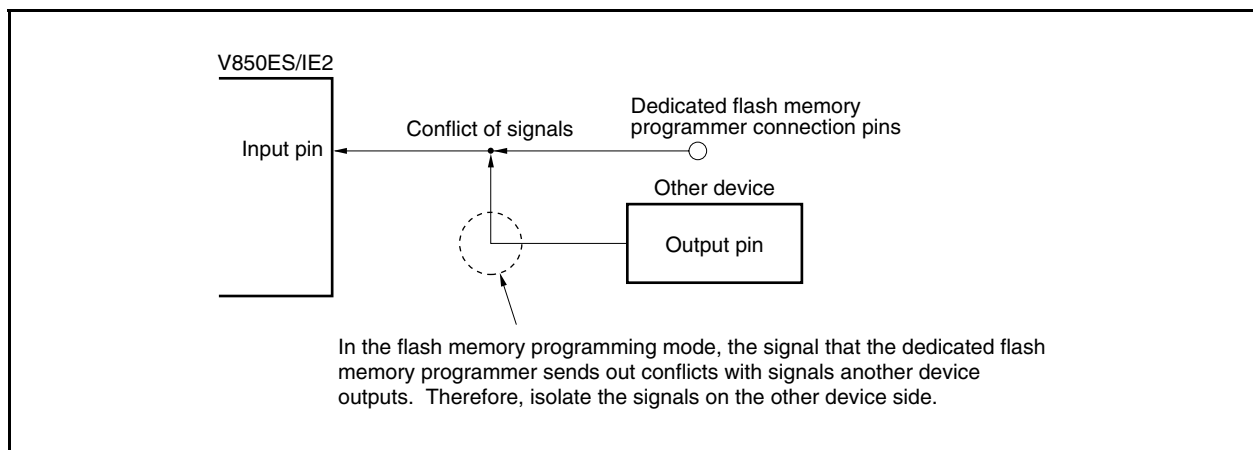 V850ES/IE2
Dedicated flash memory
programmer connection pins
Conflict of signals
Input pin
Other device
Output pin
In the flash memory programming mode, the signal that the dedicated flash
memory programmer sends out conflicts with signals another device
outputs.  Therefore, isolate the signals on the other device side.